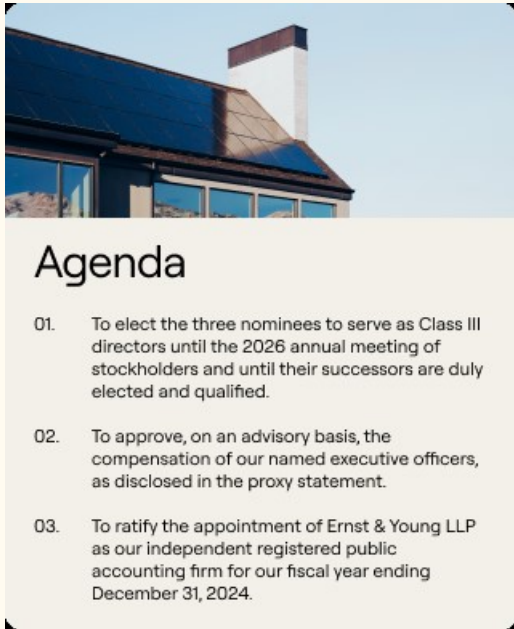 Agenda
01. To elect the three nominees to serve as Class III
directors until the 2026 annual meeting of
stockholders and until their successors are duly
elected and qualified.
02. To approve, on an advisory basis, the
compensation of our named executive officers,
as disclosed in the proxy statement.
03. To ratify the appointment of Ernst & Young LLP
as our independent registered public
accounting firm for our fiscal year ending
December 31, 2024.